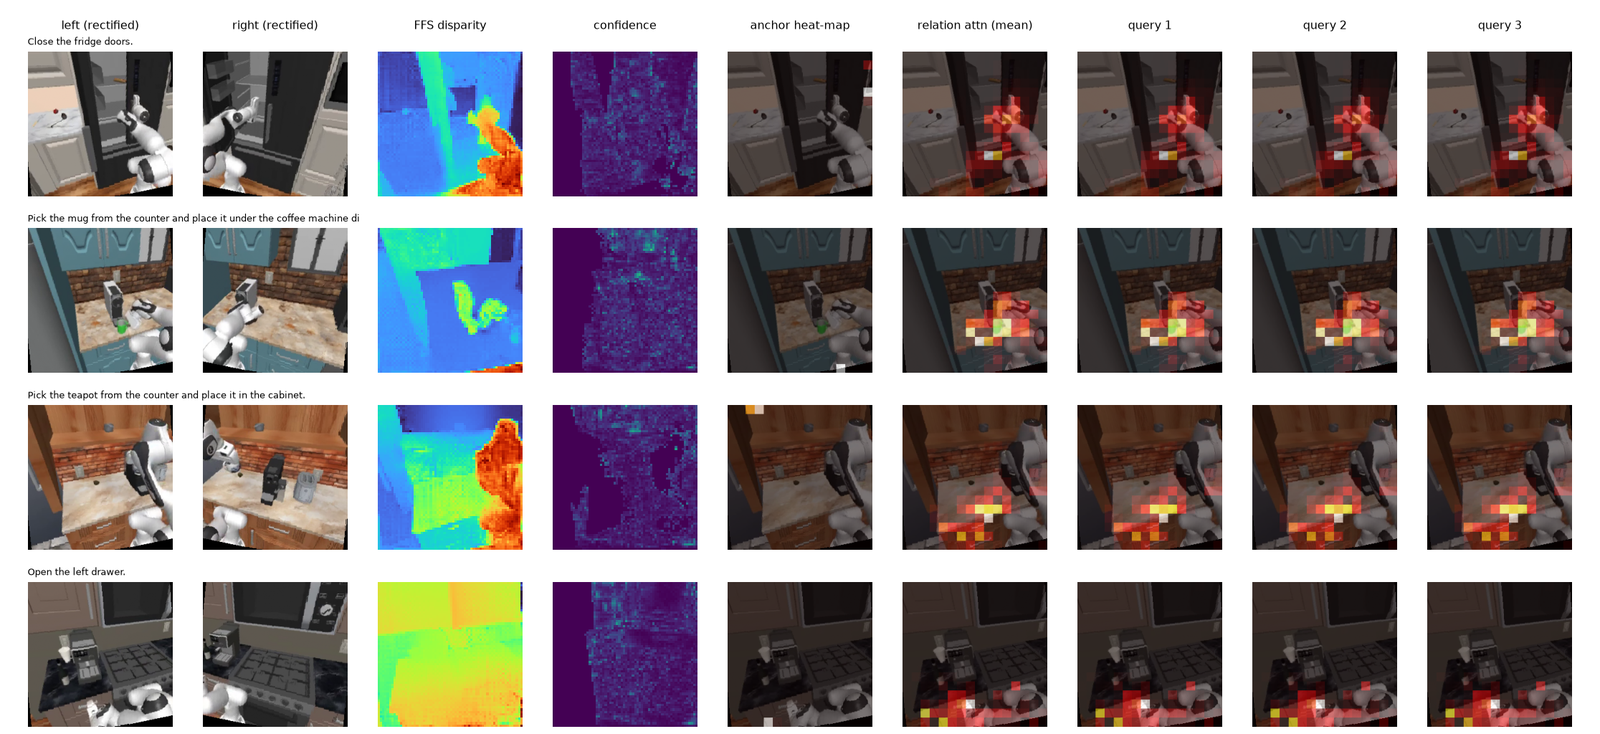 left (rectified) right (rectified) FFS disparity confidence anchor heat-map relation attn (mean) query 1 query 2 query 3
Close the fridge doors.
Pick the mug from the counter and place it under the coffee machine di
Pick the teapot from the counter and place it in the cabinet.
Open the left drawer.